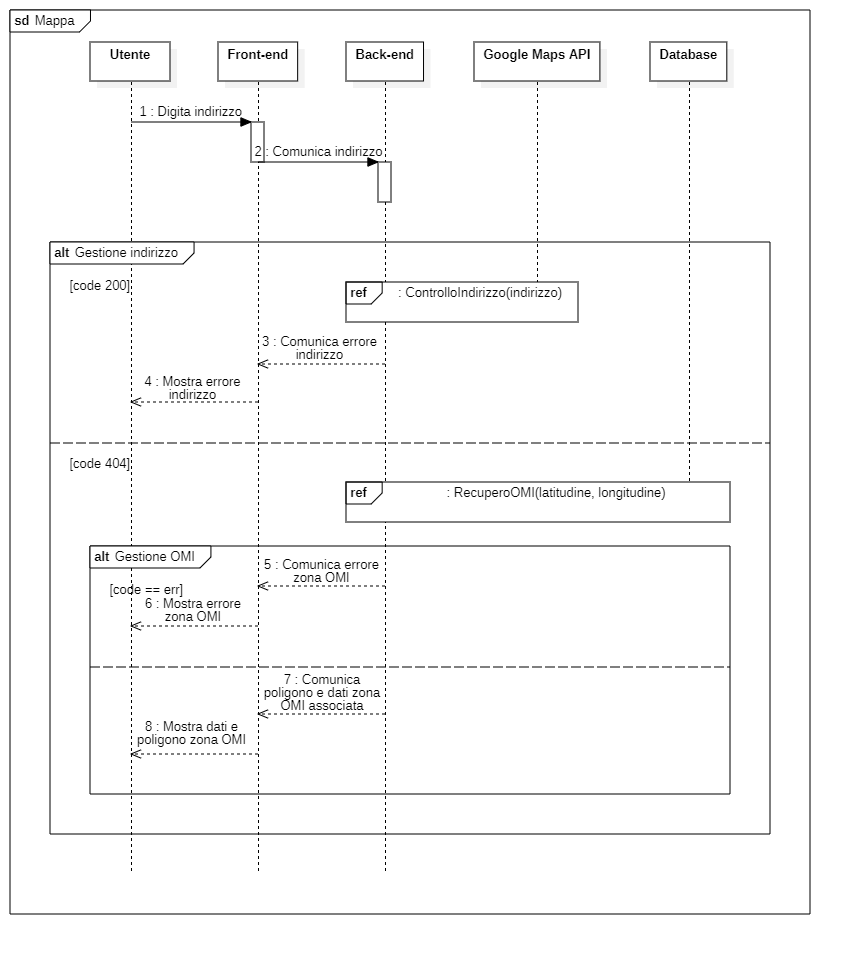 sd Mappa
Utente
Front-end
Back-end
Google Maps API
Database
1 : Digita indirizzo
2 : Comunica indirizzo
alt Gestione indirizzo
[code 200]
ref : ControlloIndirizzo(indirizzo)
3 : Comunica errore
indirizzo
4 : Mostra errore
indirizzo
[code 404]
ref : RecuperoOMI(latitudine, longitudine)
alt Gestione OMI
5 : Comunica errore
zona OMI
[code == err]
6 : Mostra errore
zona OMI
7 : Comunica
poligono e dati zona
OMI associata
8 : Mostra dati e
poligono zona OMI